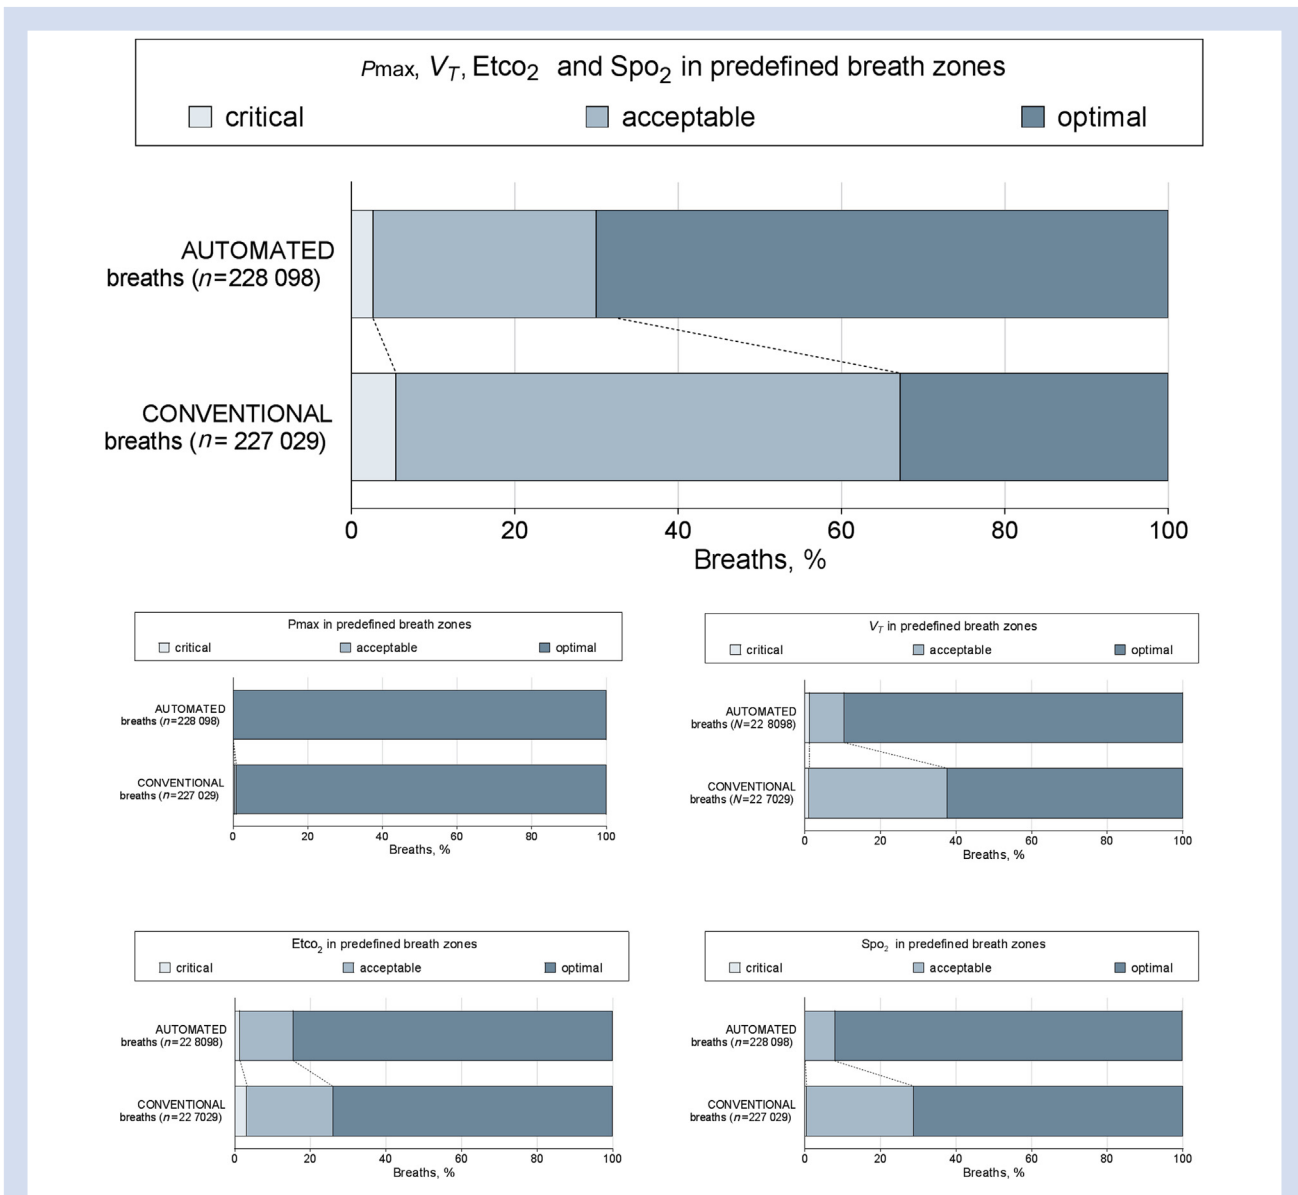 Pmax, VT, Etco2 and Spo2 in predefined breath zones
critical acceptable optimal
AUTOMATED
breaths (n=228 098)
CONVENTIONAL
breaths (n= 227 029)
0 20 40 60 80 100
Breaths, %
Pmax in predefined breath zones
critical acceptable optimal
AUTOMATED
breaths (n=228 098)
CONVENTIONAL
breaths (n=227 029)
0 20 40 60 80 100
Breaths, %
VT in predefined breath zones
critical acceptable optimal
AUTOMATED
breaths (N=22 8098)
CONVENTIONAL
breaths (N=22 7029)
0 20 40 60 80 100
Breaths, %
Etco2 in predefined breath zones
critical acceptable optimal
AUTOMATED
breaths (n=22 8098)
CONVENTIONAL
breaths (n=22 7029)
0 20 40 60 80 100
Breaths, %
Spo2 in predefined breath zones
critical acceptable optimal
AUTOMATED
breaths (n=228 098)
CONVENTIONAL
breaths (n=227 029)
0 20 40 60 80 100
Breaths, %